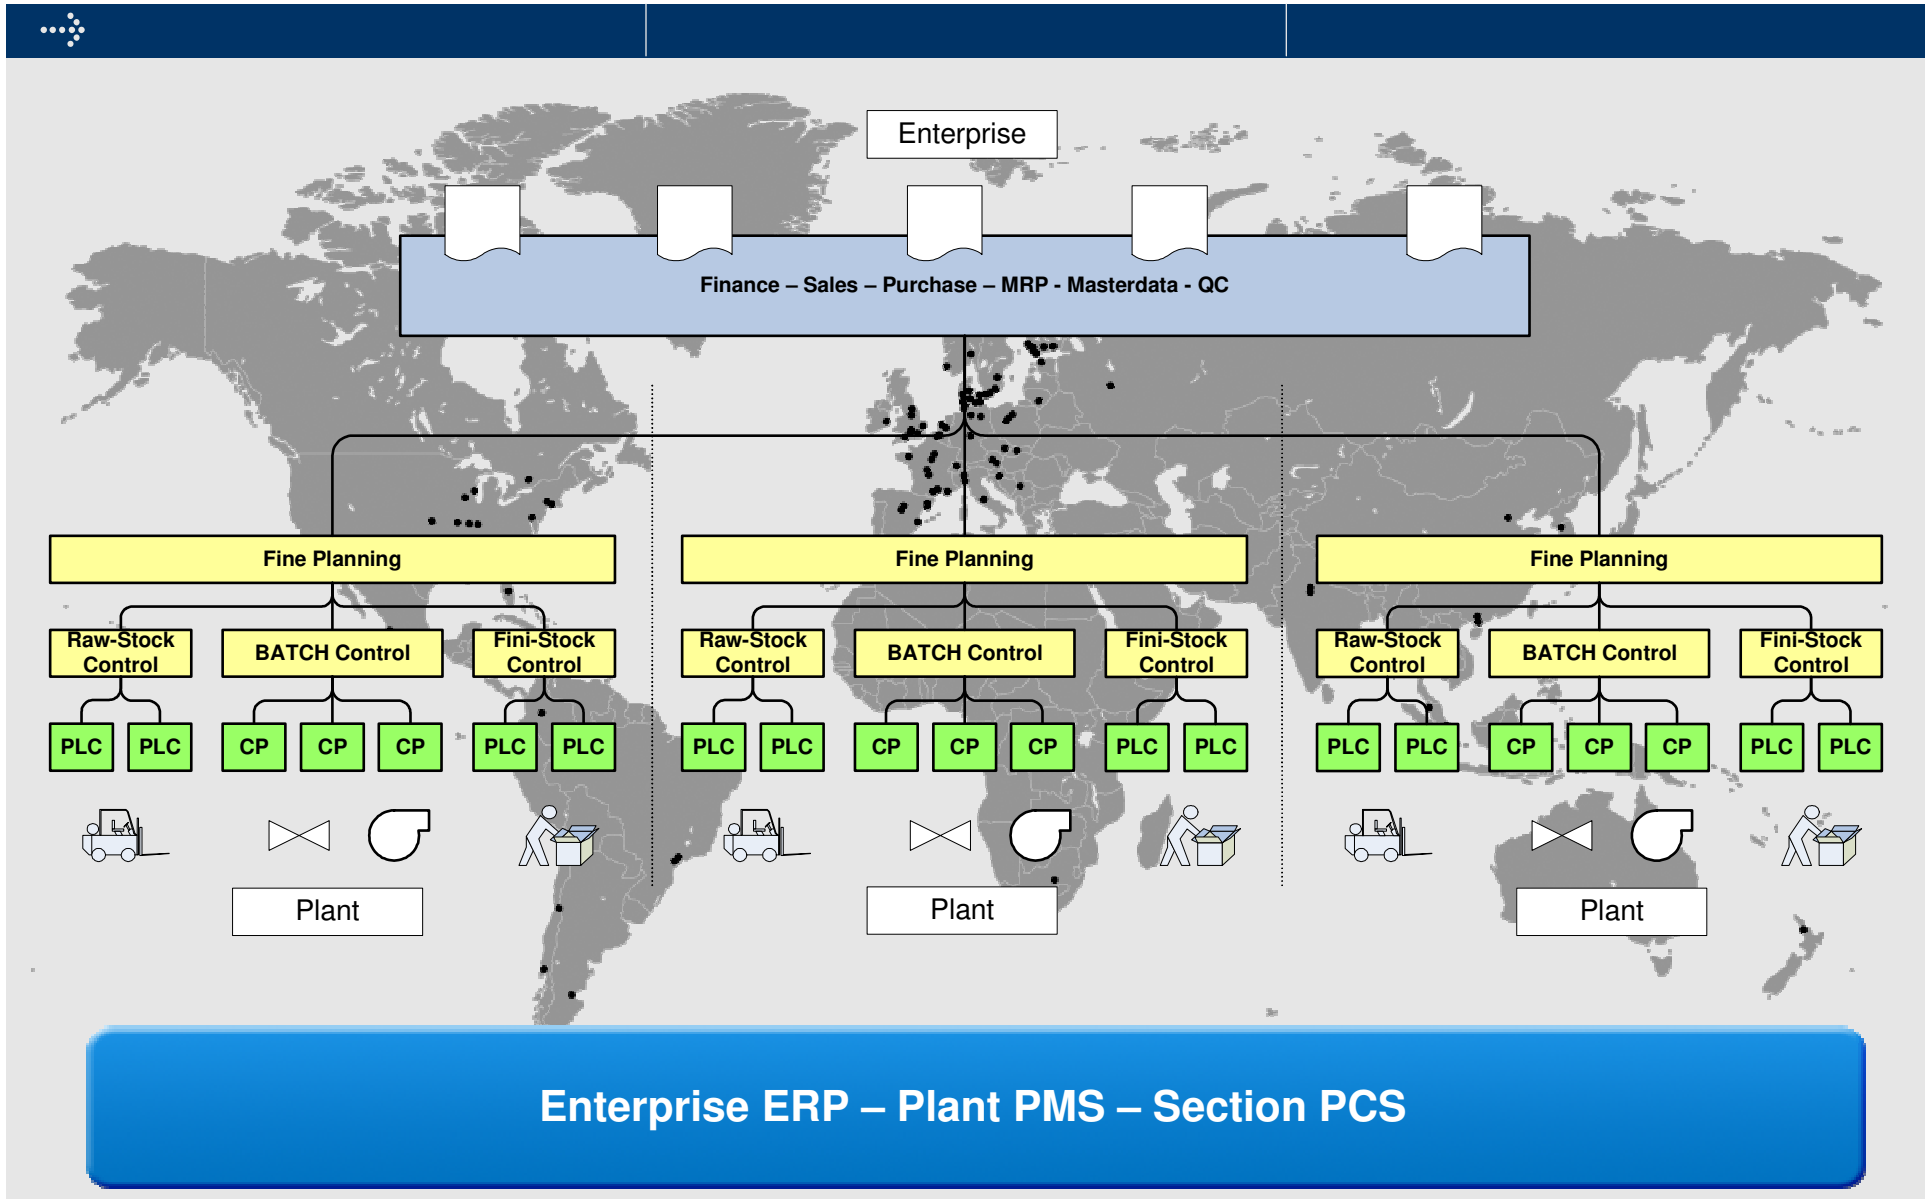 Enterprise
Finance – Sales – Purchase – MRP - Masterdata - QC
Fine Planning
Fine Planning
Fine Planning
Raw-Stock
Control
BATCH Control
Fini-Stock
Control
Raw-Stock
Control
BATCH Control
Fini-Stock
Control
Raw-Stock
Control
BATCH Control
Fini-Stock
Control
PLC
PLC
CP
CP
CP
PLC
PLC
PLC
PLC
CP
CP
CP
PLC
PLC
PLC
PLC
CP
CP
CP
PLC
PLC
Plant
Plant
Plant
Enterprise ERP – Plant PMS – Section PCS